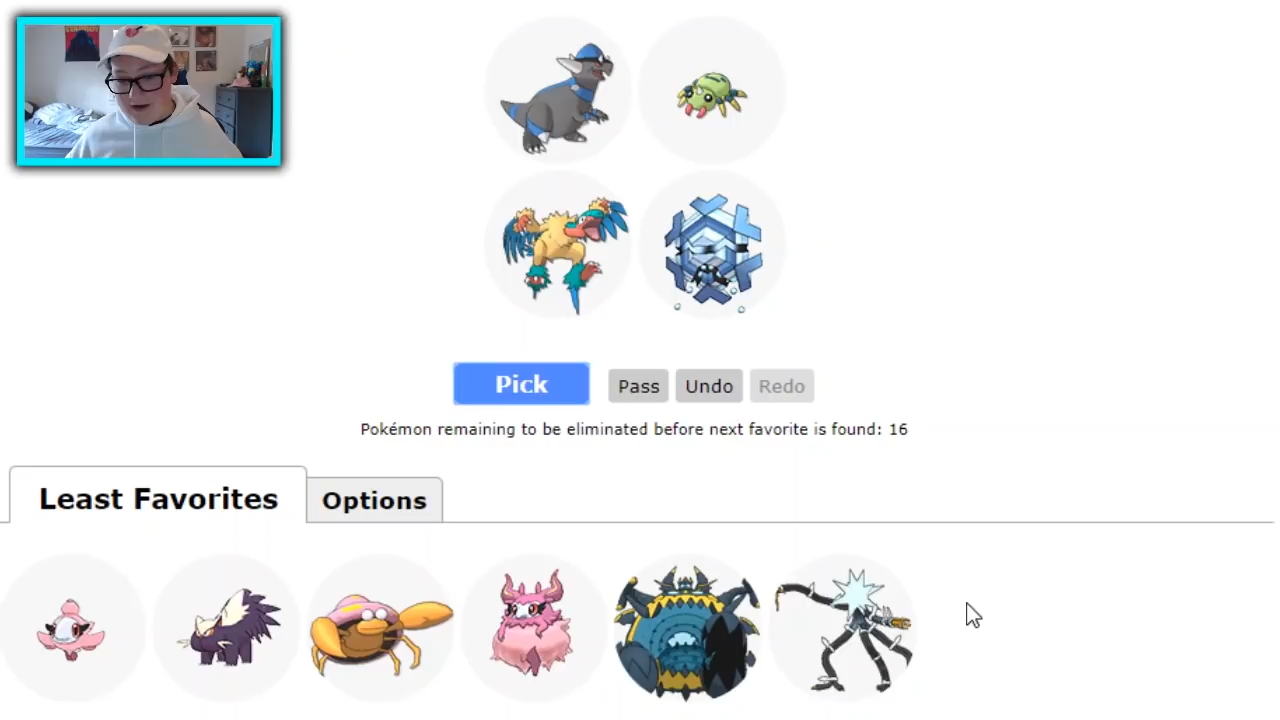 Pick Pass Undo Redo
Pokémon remaining to be eliminated before next favorite is found: 16
Least Favorites Options